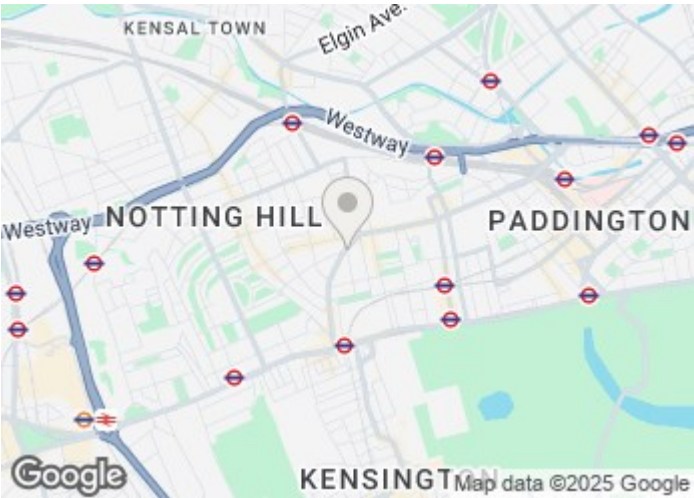 KENSAL TOWN
Elgin Ave.
Westway
Westway
NOTTING HILL
PADDINGTON
KENSINGTON
Google
Map data ©2025 Google